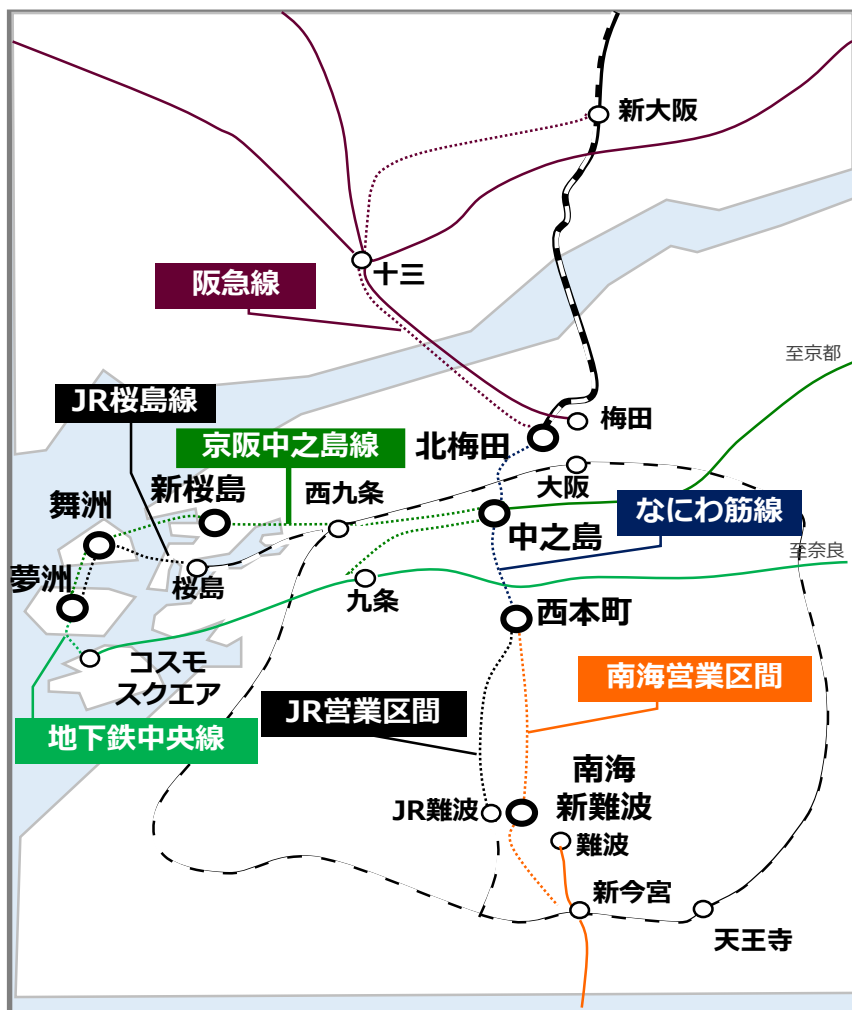 新大阪
十三
阪急線
至京都
JR桜島線
梅田
北梅田
京阪中之島線
大阪
新桜島
西九条
舞洲
なにわ筋線
中之島
至奈良
夢洲
桜島
九条
西本町
コスモ
スクエア
南海営業区間
JR営業区間
地下鉄中央線
南海
新難波
JR難波
難波
新今宮
天王寺